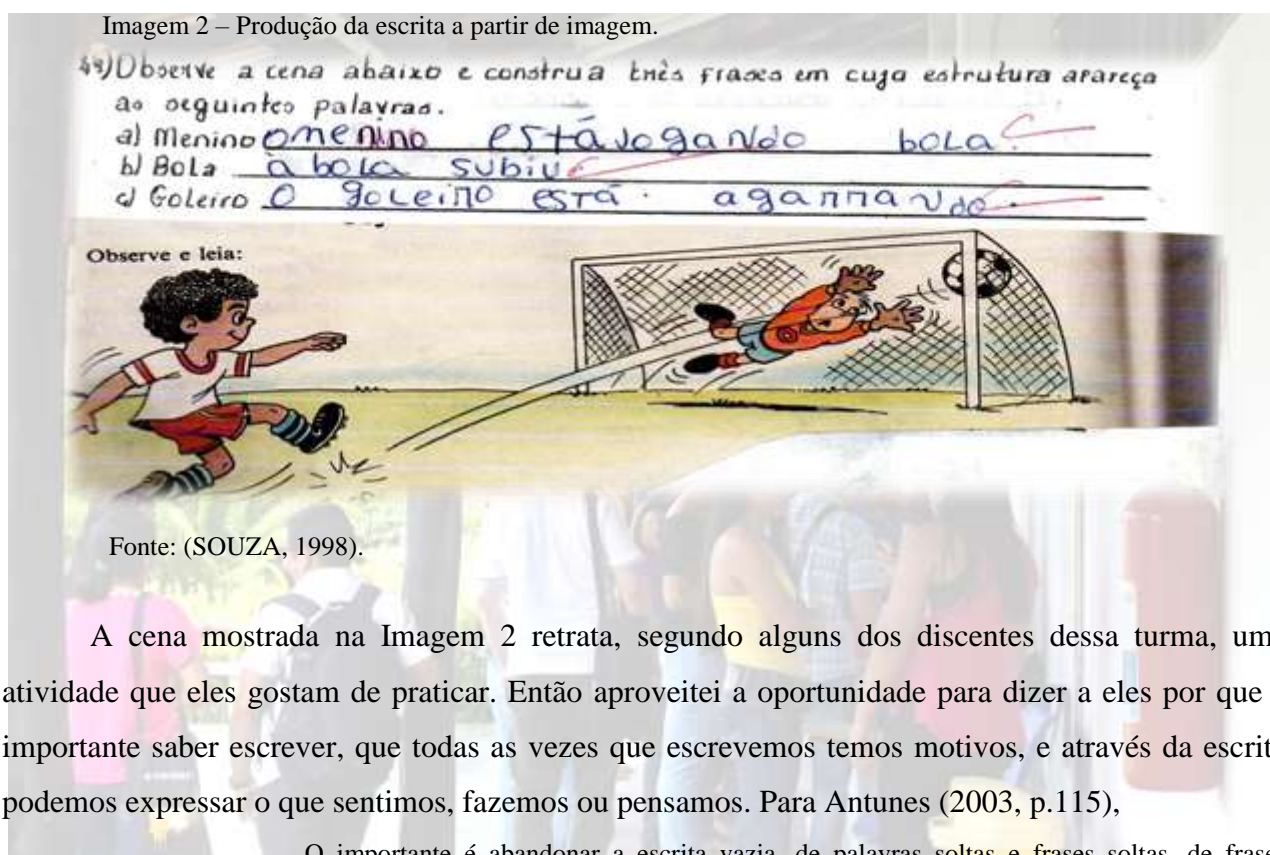 Imagem 2 – Produção da escrita a partir de imagem.
4ª) Observe a cena abaixo e construa três frases em cuja estrutura apareça
as seguintes palavras.
a) Menino omenino está jogando bola.
b) Bola a bola subiu
c) Goleiro O goleiro está. agarrando.
Observe e leia:
Fonte: (SOUZA, 1998).
A cena mostrada na Imagem 2 retrata, segundo alguns dos discentes dessa turma, um
atividade que eles gostam de praticar. Então aproveitei a oportunidade para dizer a eles por que
importante saber escrever, que todas as vezes que escrevemos temos motivos, e através da escrit
podemos expressar o que sentimos, fazemos ou pensamos. Para Antunes (2003, p.115),
O importante é abandonar a escrita vazia, de palavras soltas e frases soltas, de frase